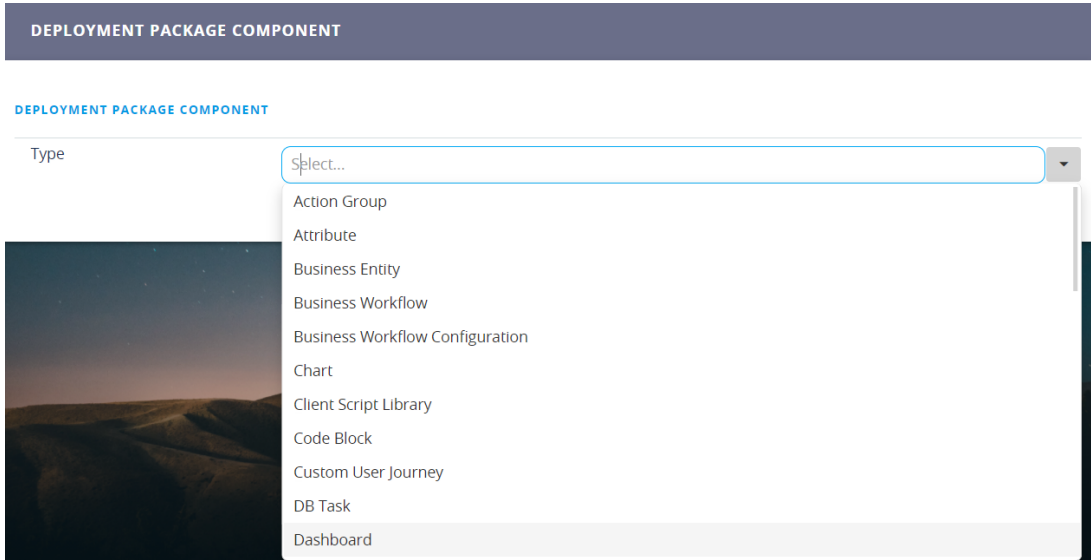 DEPLOYMENT PACKAGE COMPONENT
DEPLOYMENT PACKAGE COMPONENT
Type
Select...
Action Group
Attribute
Business Entity
Business Workflow
Business Workflow Configuration
Chart
Client Script Library
Code Block
Custom User Journey
DB Task
Dashboard